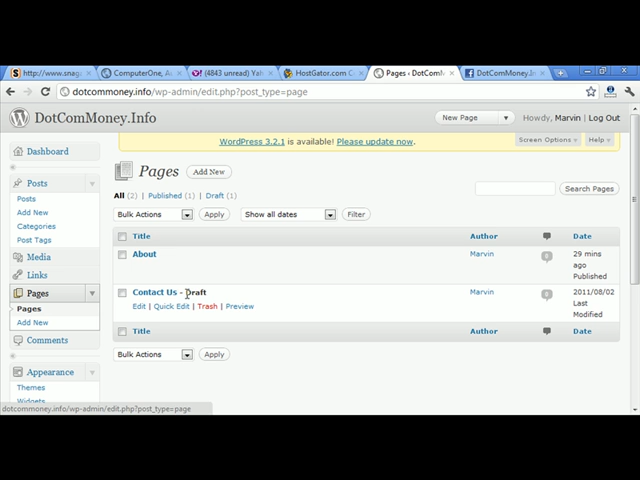 http://www.snag
ComputerOne, A
(4843 unread) Yah
HostGator.com C
Pages ‹ DotComM
DotComMoney.In
dotcommoney.info/wp-admin/edit.php?post_type=page
DotComMoney.Info
New Page
Howdy, Marvin | Log Out
WordPress 3.2.1 is available! Please update now.
Screen Options
Help
Dashboard
Posts
Posts
Add New
Categories
Post Tags
Media
Links
Pages
Pages
Add New
Comments
Appearance
Themes
Widgets
Pages
Add New
All (2) | Published (1) | Draft (1)
Search Pages
Bulk Actions
Apply
Show all dates
Filter
Title
Author
Date
About
Marvin
0
29 mins
ago
Published
Contact Us - Draft
Edit | Quick Edit | Trash | Preview
Marvin
0
2011/08/02
Last
Modified
Title
Author
Date
Bulk Actions
Apply
dotcommoney.info/wp-admin/edit.php?post_type=page